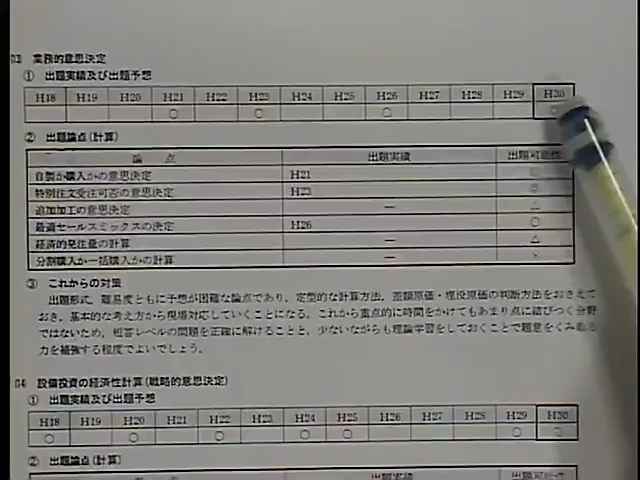 03 業務的意思決定
① 出題実績及び出題予想
H18 H19 H20 H21 H22 H23 H24 H25 H26 H27 H28 H29 H30
○ ○ ○
② 出題論点(計算)
論 点 出題実績 出題可能性
自製か購入かの意思決定 H21
特別注文受注可否の意思決定 H23
追加加工の意思決定 ― △
最適セールスミックスの決定 H26 ○
経済的発注量の計算 ― △
分割購入か一括購入かの計算 ―
③ これからの対策
出題形式、難易度ともに予想が困難な論点であり、定型的な計算方法、差額原価・埋没原価の判断方法をおさえて
おき、基本的な考え方から現場対応していくことになる。これから重点的に時間をかけてもあまり点に結びつく分野
ではないため、短答レベルの問題を正確に解けることと、少ないながらも理論学習をしておくことで題意をくみ取る
力を補強する程度でよいでしょう。
04 設備投資の経済性計算(戦略的意思決定)
① 出題実績及び出題予想
H18 H19 H20 H21 H22 H23 H24 H25 H26 H27 H28 H29 H30
○ ○ ○ ○ ○ ○ ○
② 出題論点(計算)